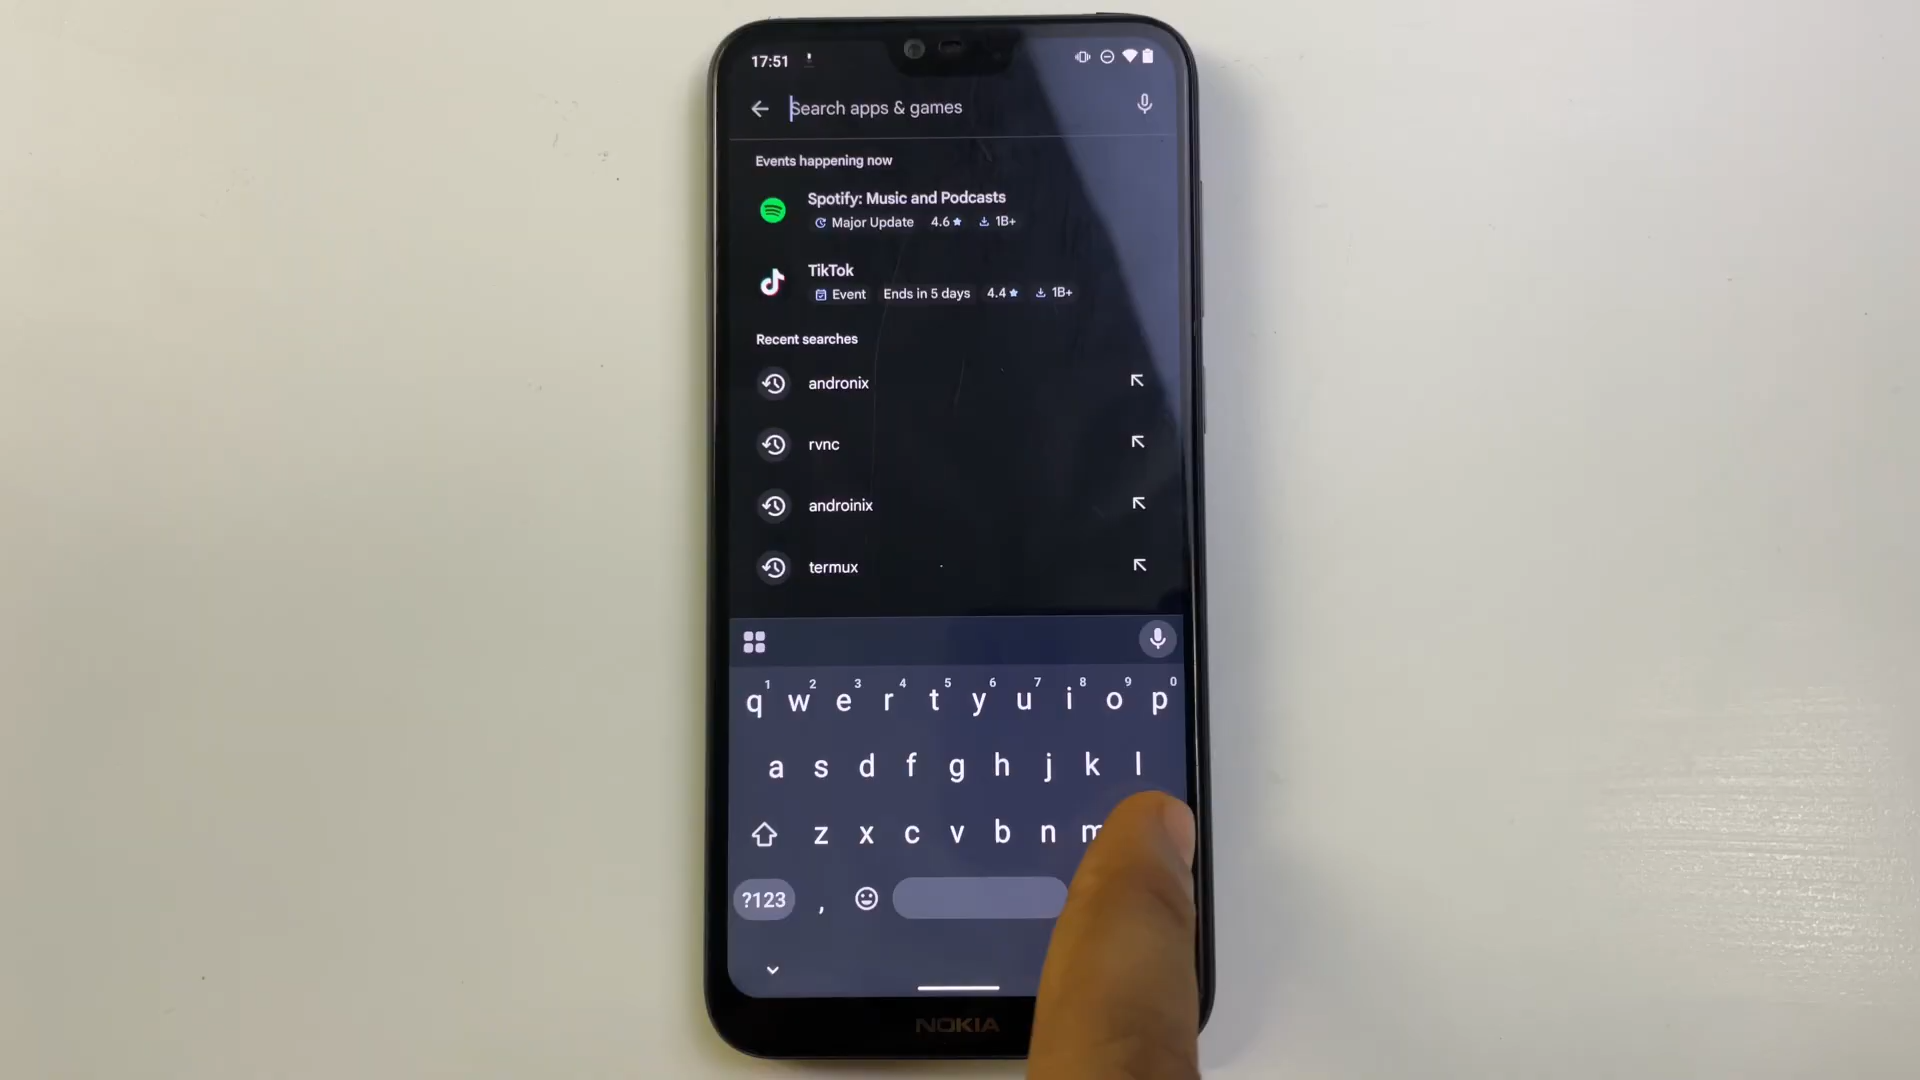 17:51
Search apps & games
Events happening now
Spotify: Music and Podcasts
Major Update 4.6★ 1B+
TikTok
Event Ends in 5 days 4.4★ 1B+
Recent searches
andronix
rvnc
androinix
termux
1 2 3 4 5 6 7 8 9 0
q w e r t y u i o p
a s d f g h j k l
z x c v b n m
?123 ,
NOKIA